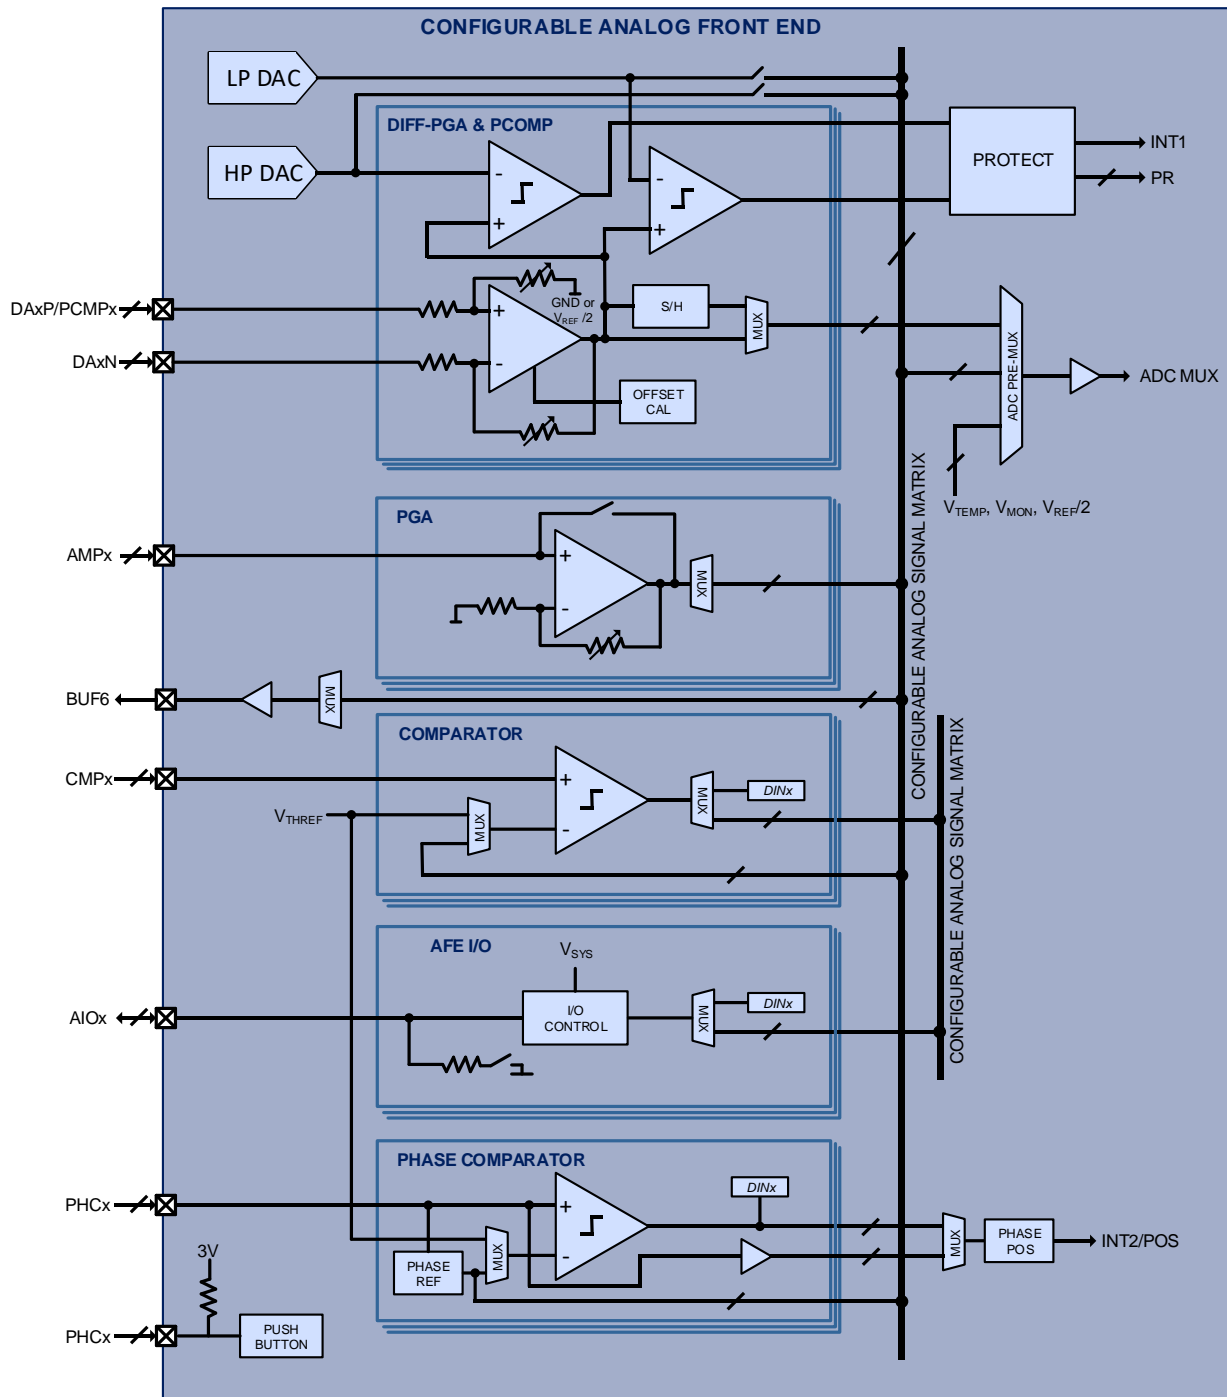 CONFIGURABLE ANALOG FRONT END
LP DAC
HP DAC
DIFF-PGA & PCOMP
-
+
-
+
PROTECT
INT1
PR
DAxP/PCMPx
DAxN
+
-
GND or
VREF /2
S/H
MUX
OFFSET
CAL
ADC PRE-MUX
ADC MUX
VTEMP, VMON, VREF/2
CONFIGURABLE ANALOG SIGNAL MATRIX
PGA
AMPx
+
-
MUX
BUF6
MUX
COMPARATOR
CMPx
VTHREF
MUX
+
-
MUX
DINx
CONFIGURABLE ANALOG SIGNAL MATRIX
AFE I/O
VSYS
AIOx
I/O
CONTROL
MUX
DINx
PHASE COMPARATOR
PHCx
+
-
MUX
PHASE
REF
DINx
MUX
PHASE
POS
INT2/POS
3V
PHCx
PUSH
BUTTON